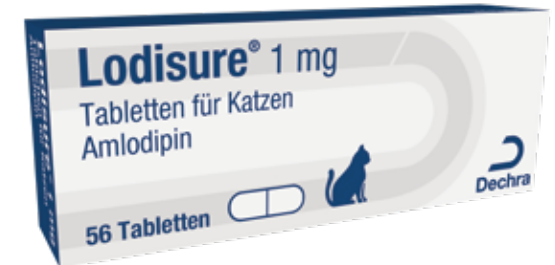 Lodisure® 1 mg
Tabletten für Katzen
Amlodipin
56 Tabletten
Dechra